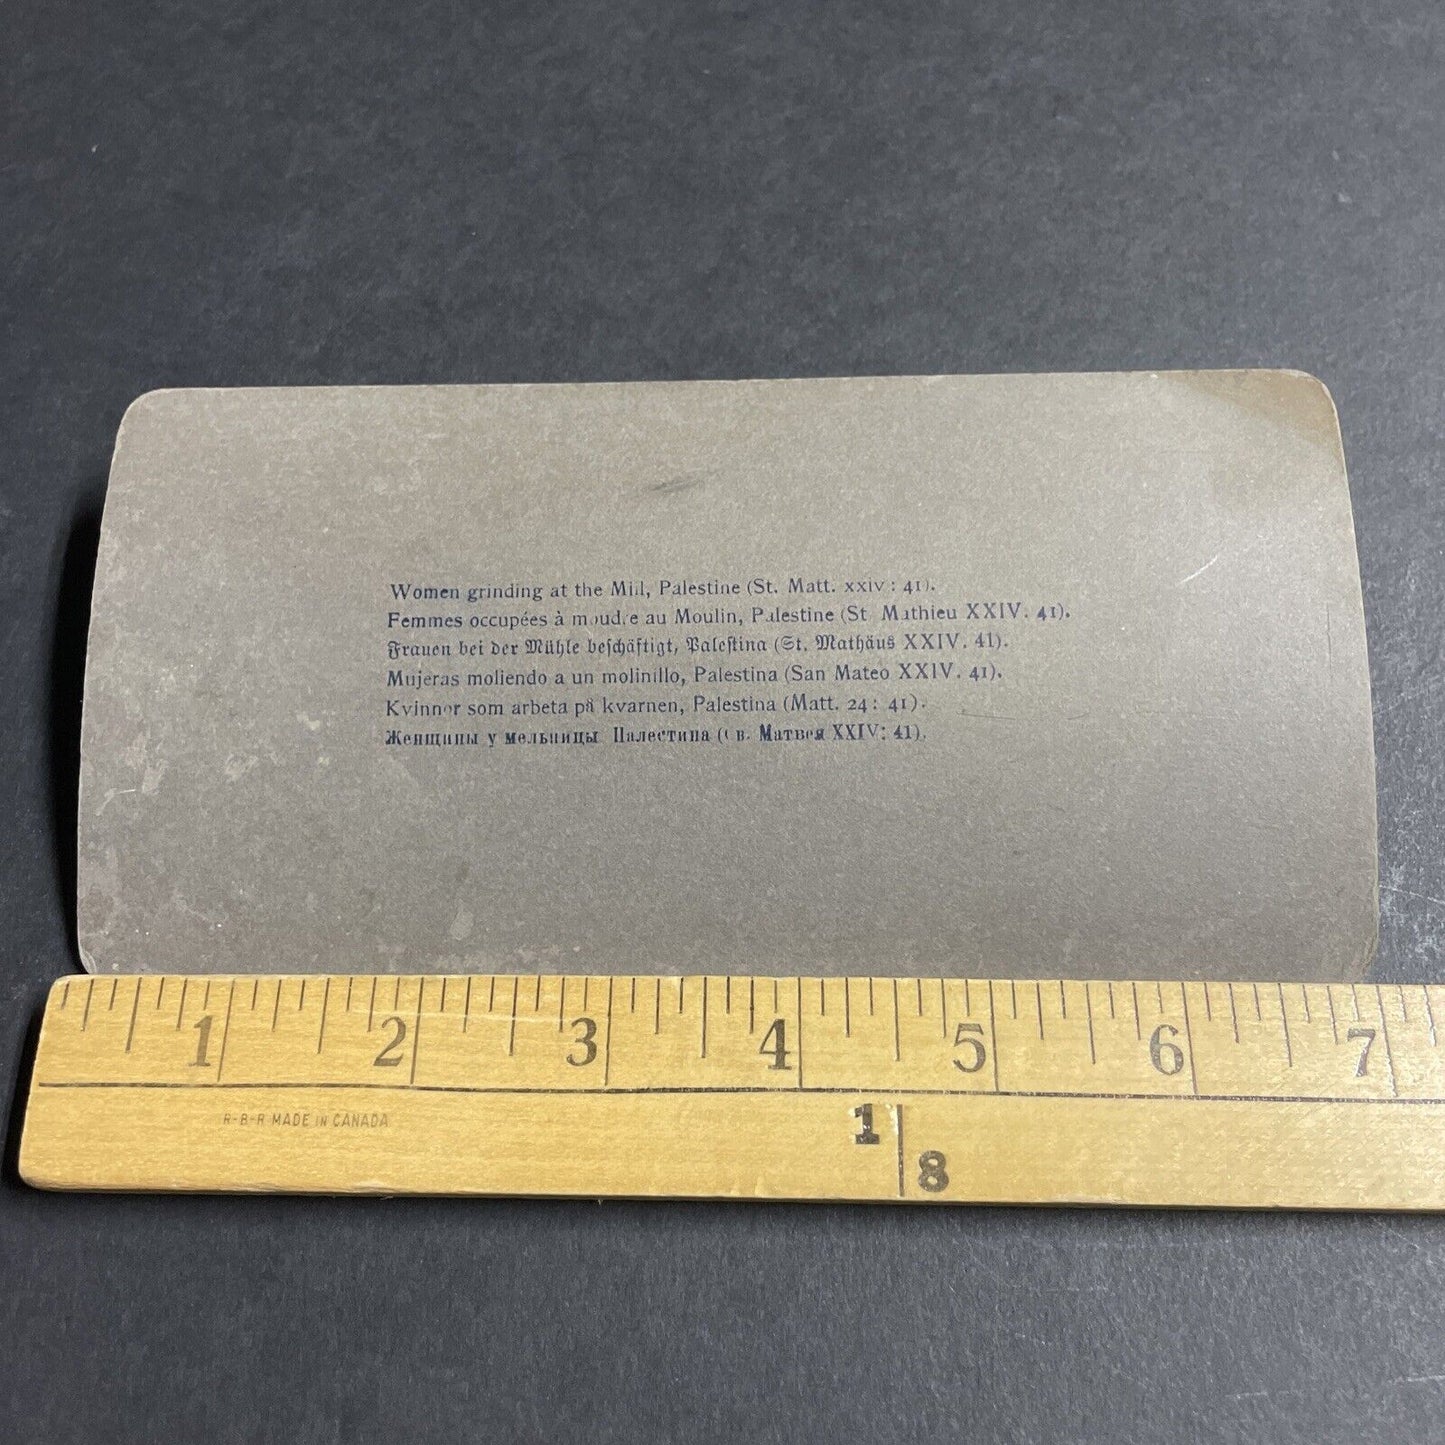 Women grinding at the Mill, Palestine (St. Matt. xxiv : 41).
Femmes occupées à moudre au Moulin, Palestine (St. Mathieu XXIV. 41).
Frauen bei der Mühle beschäftigt, Palestina (St. Mathäus XXIV. 41).
Mujeras moliendo a un molinillo, Palestina (San Mateo XXIV. 41).
Kvinnor som arbeta på kvarnen, Palestina (Matt. 24 : 41).
Женщины у мельницы Палестина (Св. Матвея XXIV: 41).
1 2 3 4 5 6 7
R-B-R MADE IN CANADA
1
8